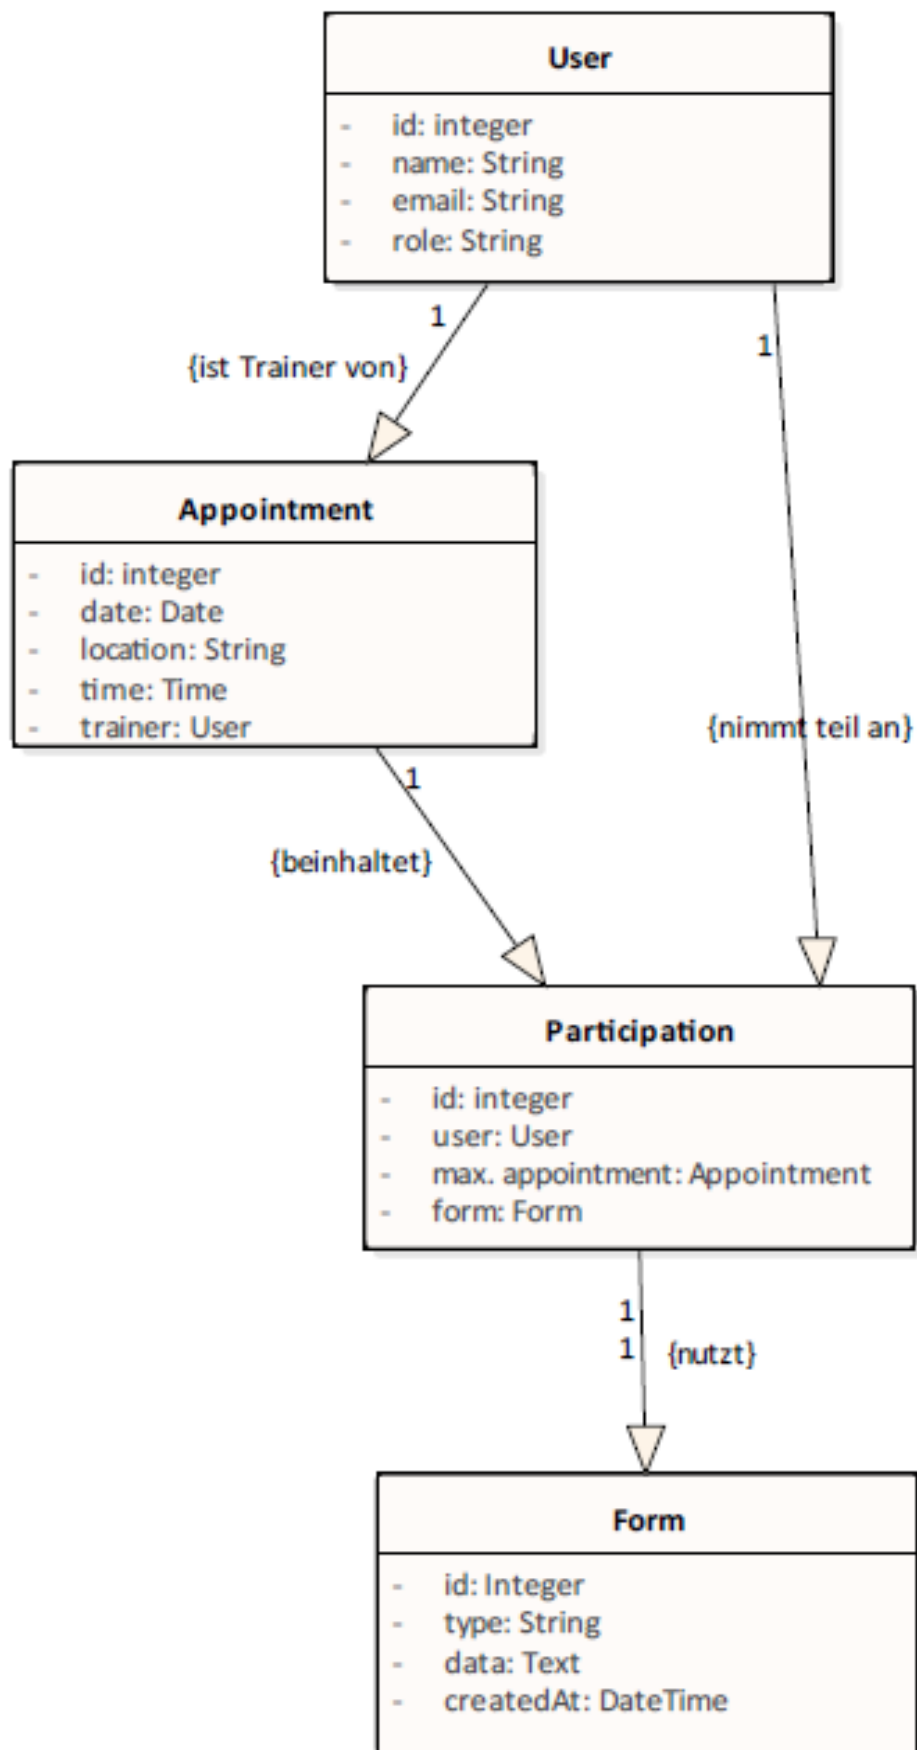 User
- id: integer
- name: String
- email: String
- role: String
1
1
{ist Trainer von}
Appointment
- id: integer
- date: Date
- location: String
- time: Time
- trainer: User
{nimmt teil an}
1
{beinhaltet}
Participation
- id: integer
- user: User
- max. appointment: Appointment
- form: Form
1
1
{nutzt}
Form
- id: Integer
- type: String
- data: Text
- createdAt: DateTime